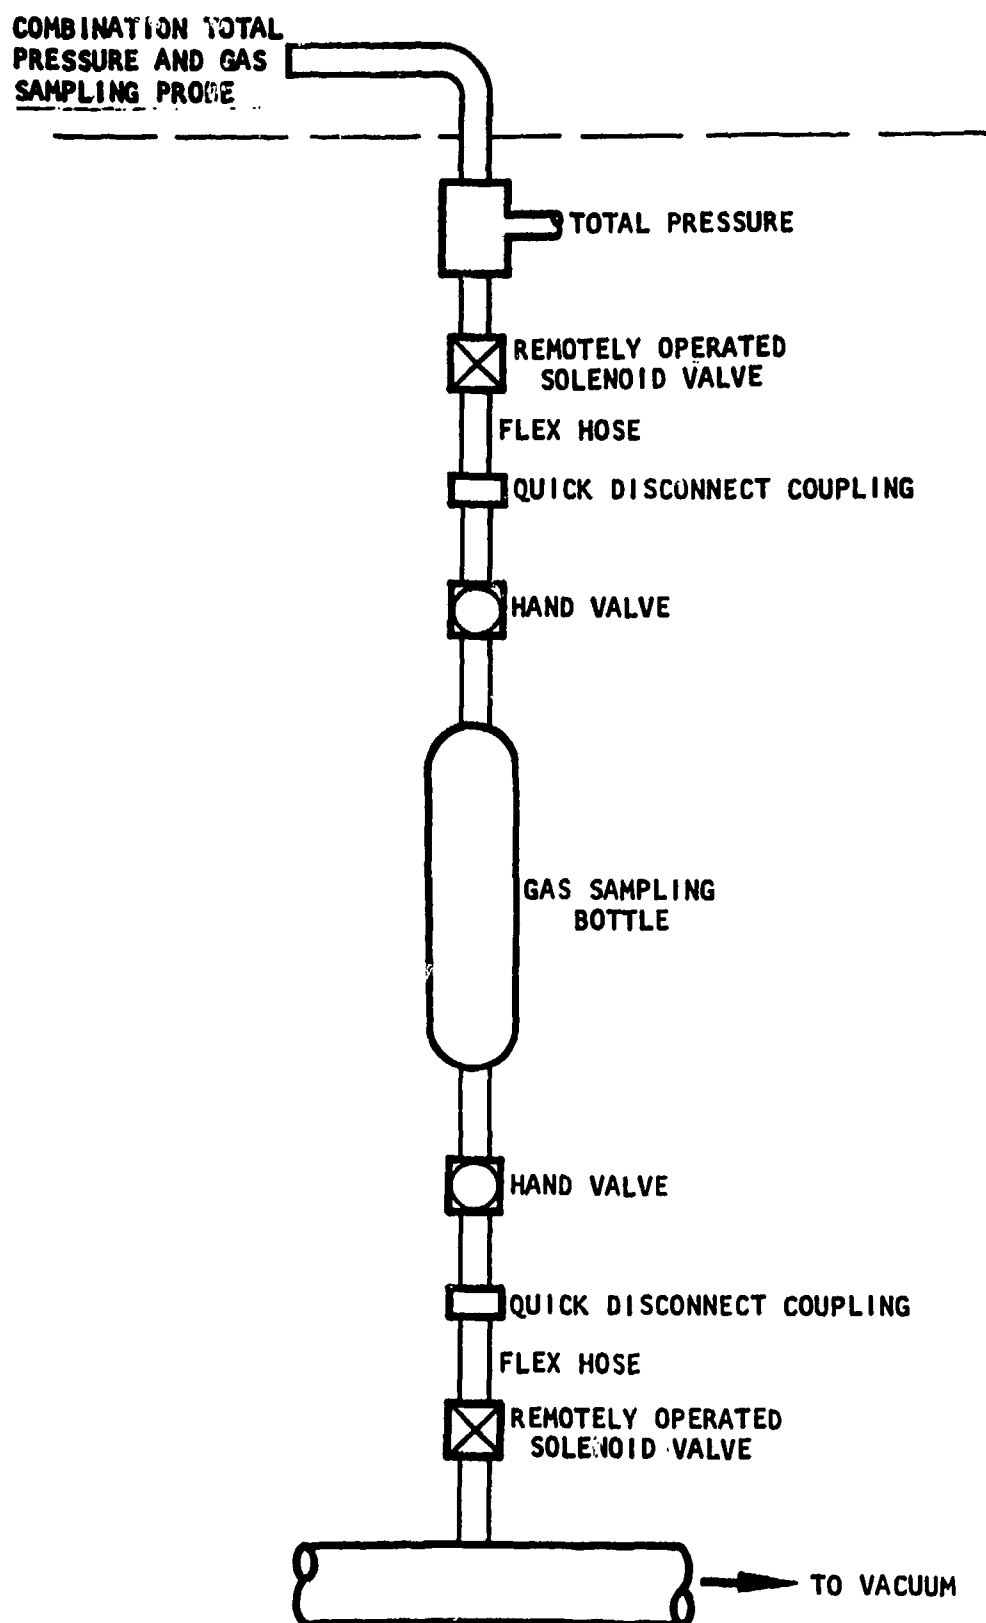 COMBINATION TOTAL
PRESSURE AND GAS
SAMPLING PROBE
TOTAL PRESSURE
REMOTELY OPERATED
SOLENOID VALVE
FLEX HOSE
QUICK DISCONNECT COUPLING
HAND VALVE
GAS SAMPLING
BOTTLE
HAND VALVE
QUICK DISCONNECT COUPLING
FLEX HOSE
REMOTELY OPERATED
SOLENOID VALVE
TO VACUUM